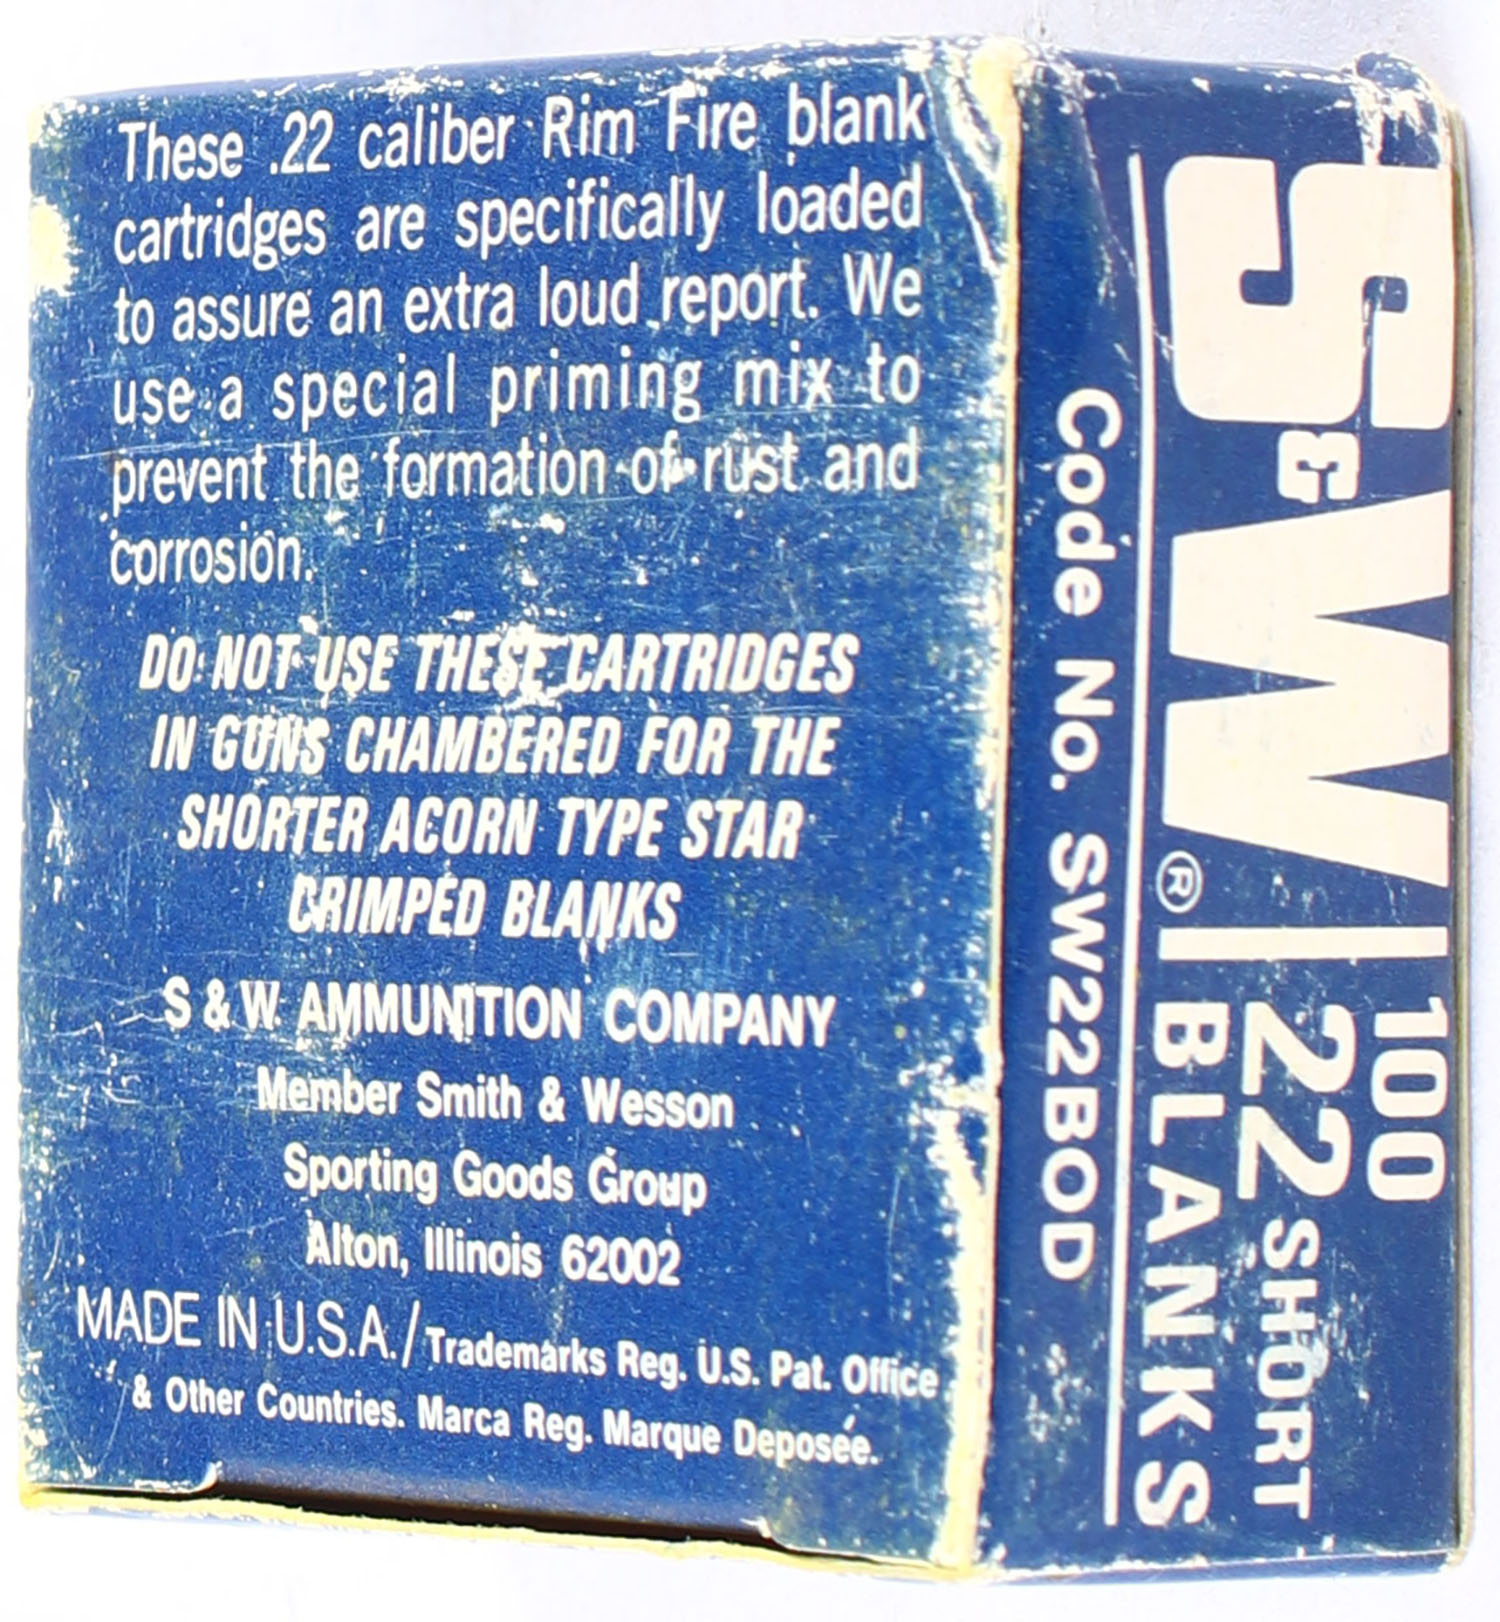 These .22 caliber Rim Fire blank
cartridges are specifically loaded
to assure an extra loud report. We
use a special priming mix to
prevent the formation of rust and
corrosion.
DO NOT USE THESE CARTRIDGES
IN GUNS CHAMBERED FOR THE
SHORTER ACORN TYPE STAR
CRIMPED BLANKS
S & W AMMUNITION COMPANY
Member Smith & Wesson
Sporting Goods Group
Alton, Illinois 62002
MADE IN U.S.A./Trademarks Reg. U.S. Pat. Office
& Other Countries. Marca Reg. Marque Deposée.
S&W®
100
22 SHORT
BLANKS
Code No. SW22BOD